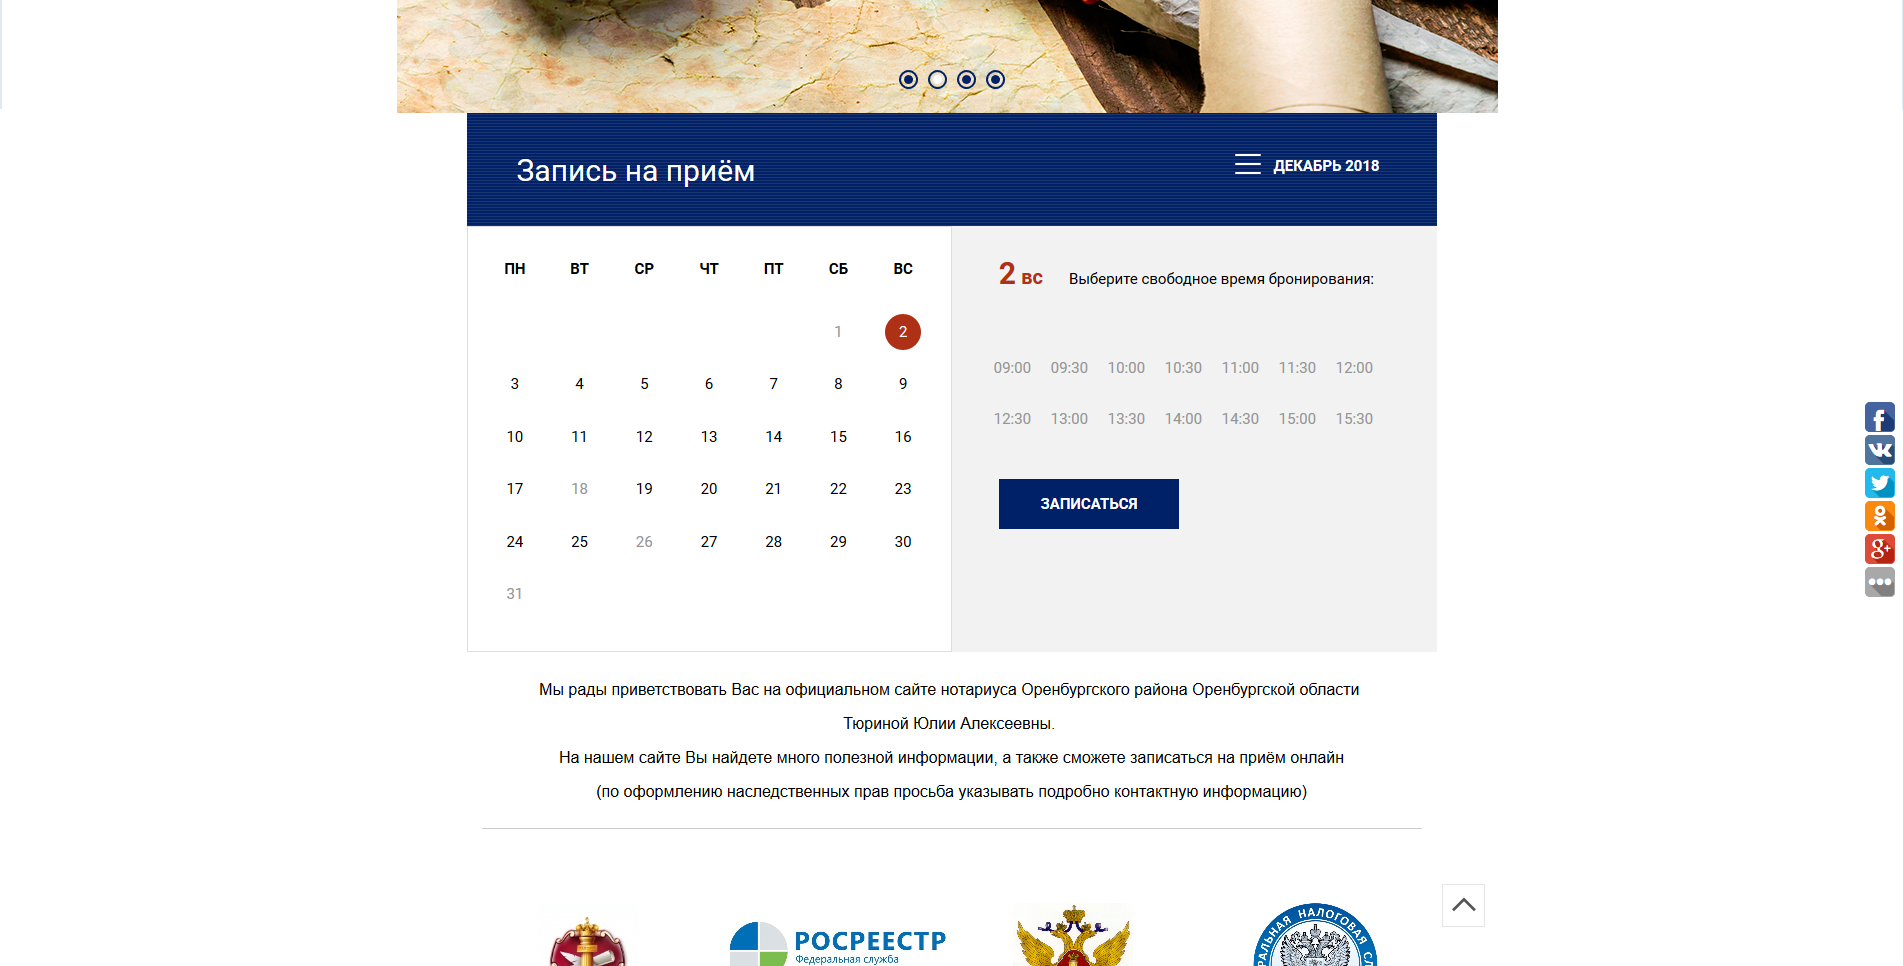 Запись на приём
ДЕКАБРЬ 2018
ПН ВТ СР ЧТ ПТ СБ ВС
1 2
3 4 5 6 7 8 9
10 11 12 13 14 15 16
17 18 19 20 21 22 23
24 25 26 27 28 29 30
31
2 вс Выберите свободное время бронирования:
09:00 09:30 10:00 10:30 11:00 11:30 12:00
12:30 13:00 13:30 14:00 14:30 15:00 15:30
ЗАПИСАТЬСЯ
Мы рады приветствовать Вас на официальном сайте нотариуса Оренбургского района Оренбургской области
Тюриной Юлии Алексеевны.
На нашем сайте Вы найдете много полезной информации, а также сможете записаться на приём онлайн
(по оформлению наследственных прав просьба указывать подробно контактную информацию)
РОСРЕЕСТР
Федеральная служба
НАЛОГОВАЯ